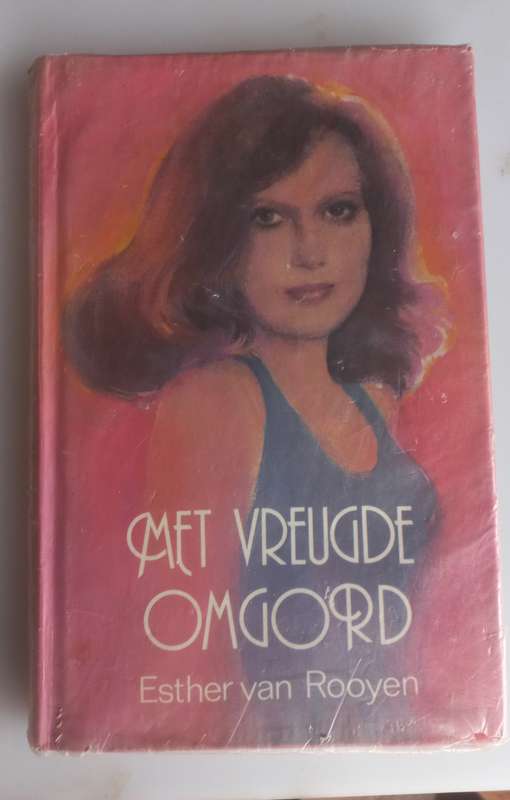 MET VREUGDE
OMGORD
Esther van Rooyen